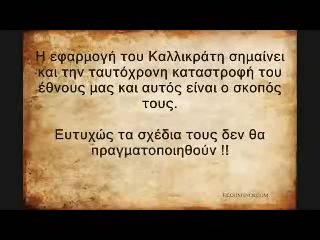 Η εφαρμογή του Καλλικράτη σημαίνει
και την ταυτόχρονη καταστροφή του
έθνους μας και αυτός είναι ο σκοπός
τους.
Ευτυχώς τα σχέδια τους δεν θα
πραγματοποιηθούν !!